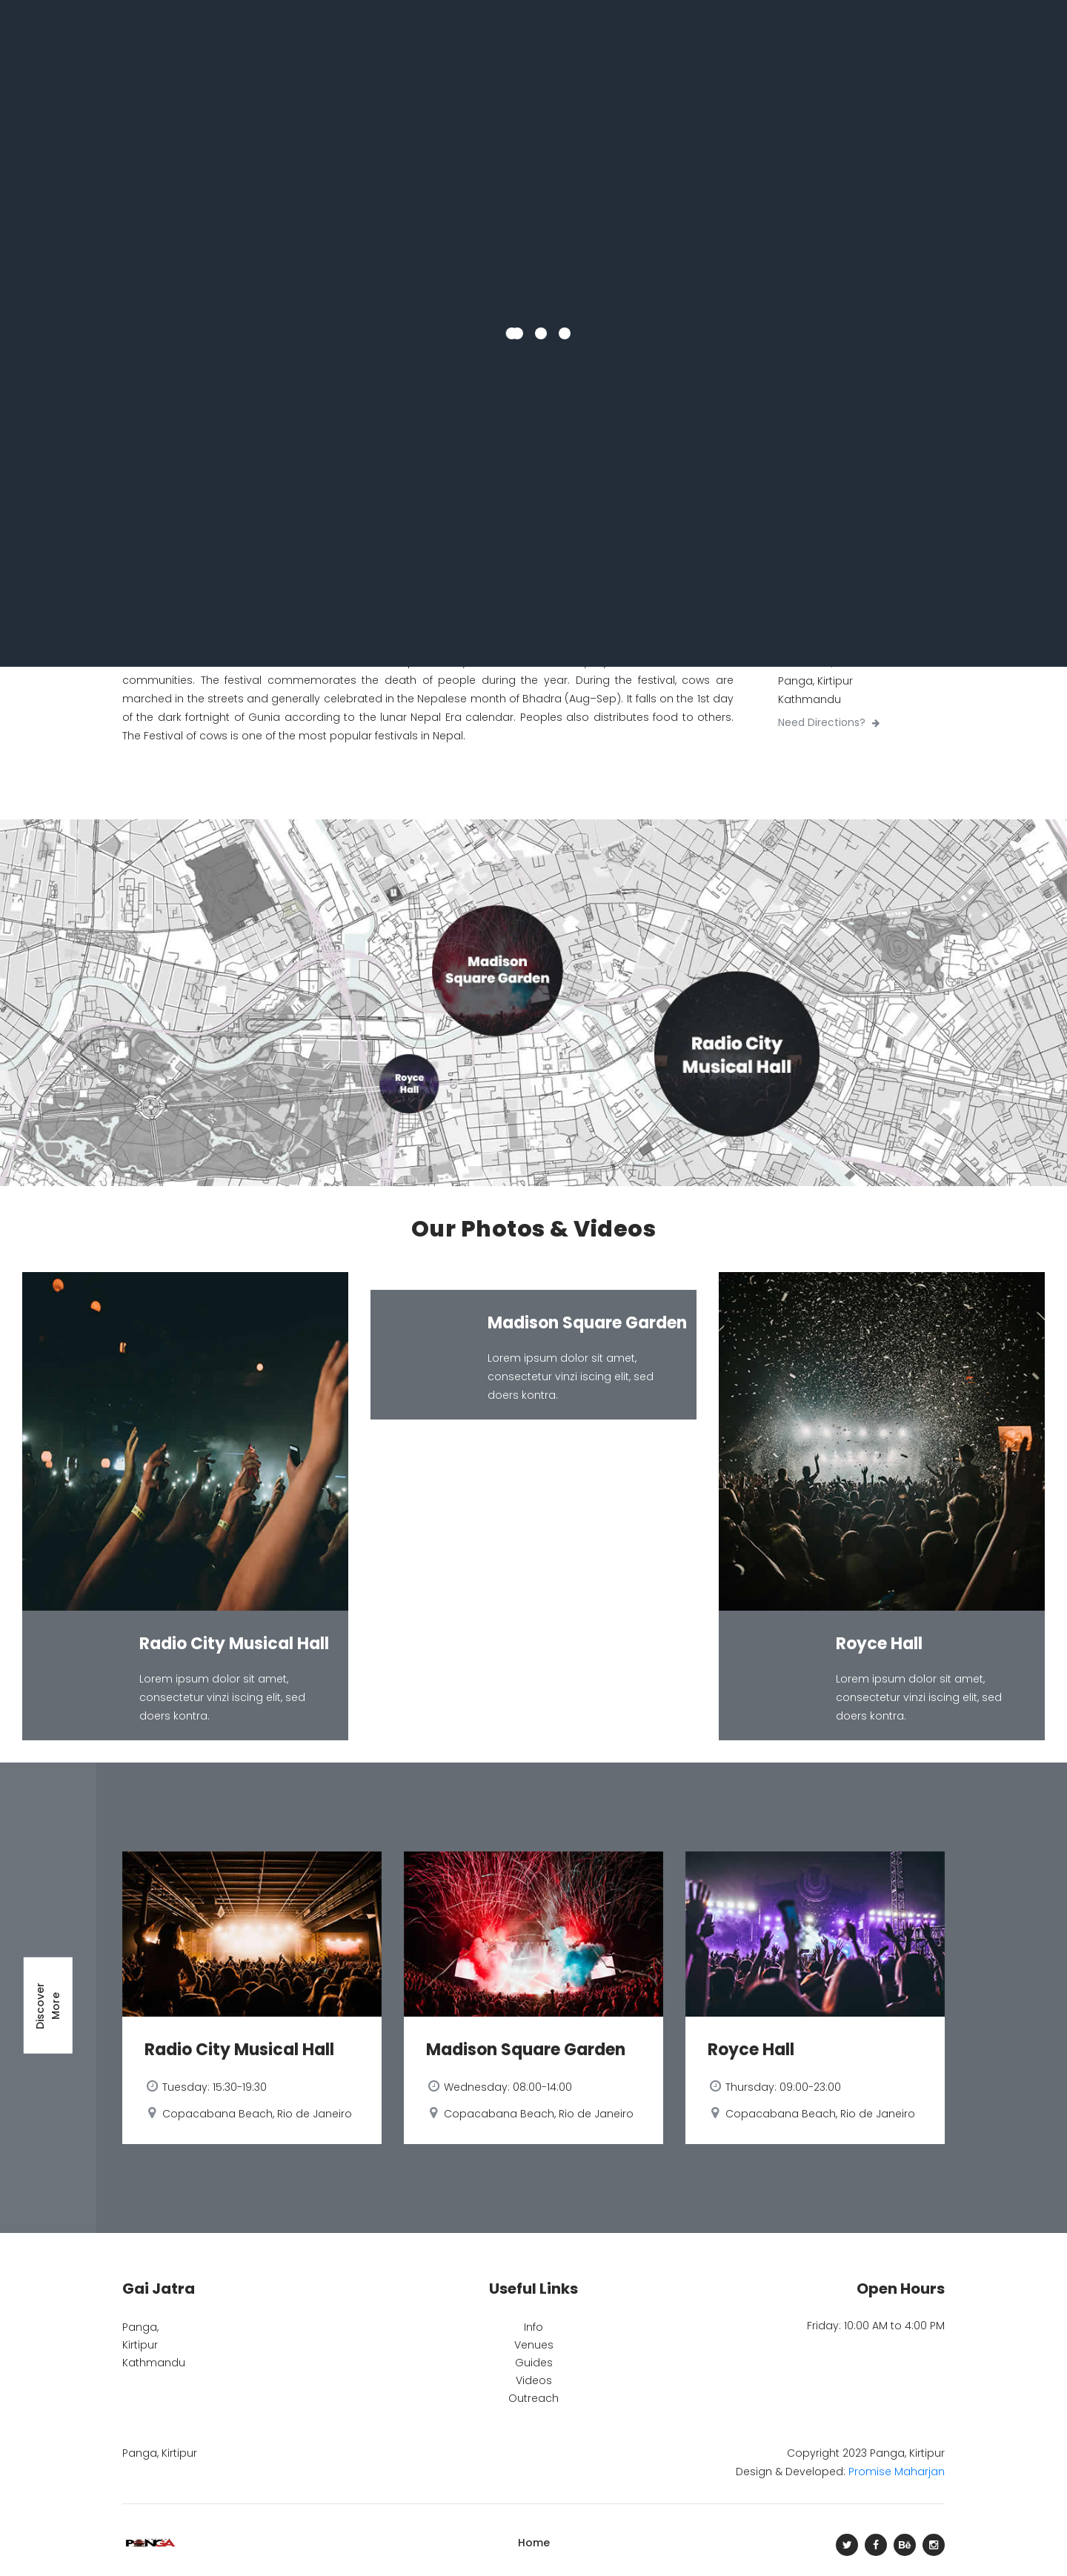 communities. The festival commemorates the death of people during the year. During the festival, cows are
marched in the streets and generally celebrated in the Nepalese month of Bhadra (Aug–Sep). It falls on the 1st day
of the dark fortnight of Gunia according to the lunar Nepal Era calendar. Peoples also distributes food to others.
The Festival of cows is one of the most popular festivals in Nepal.
Panga, Kirtipur
Kathmandu
Need Directions?
Madison
Square Garden
Radio City
Musical Hall
Royce
Hall
Our Photos & Videos
Radio City Musical Hall
Lorem ipsum dolor sit amet,
consectetur vinzi iscing elit, sed
doers kontra.
Madison Square Garden
Lorem ipsum dolor sit amet,
consectetur vinzi iscing elit, sed
doers kontra.
Royce Hall
Lorem ipsum dolor sit amet,
consectetur vinzi iscing elit, sed
doers kontra.
Discover
More
Radio City Musical Hall
Tuesday: 15:30-19:30
Copacabana Beach, Rio de Janeiro
Madison Square Garden
Wednesday: 08:00-14:00
Copacabana Beach, Rio de Janeiro
Royce Hall
Thursday: 09:00-23:00
Copacabana Beach, Rio de Janeiro
Gai Jatra
Panga,
Kirtipur
Kathmandu
Useful Links
Info
Venues
Guides
Videos
Outreach
Open Hours
Friday: 10:00 AM to 4:00 PM
Panga, Kirtipur
Copyright 2023 Panga, Kirtipur
Design & Developed: Promise Maharjan
PANGA
Home